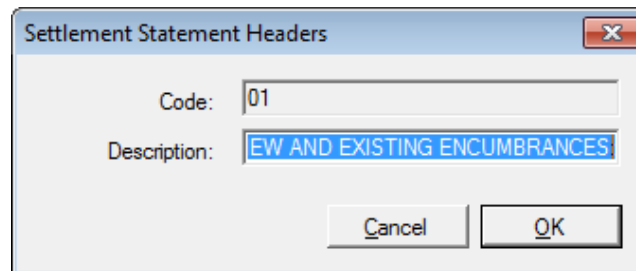 Settlement Statement Headers
Code: 01
Description: EW AND EXISTING ENCUMBRANCES:
Cancel OK